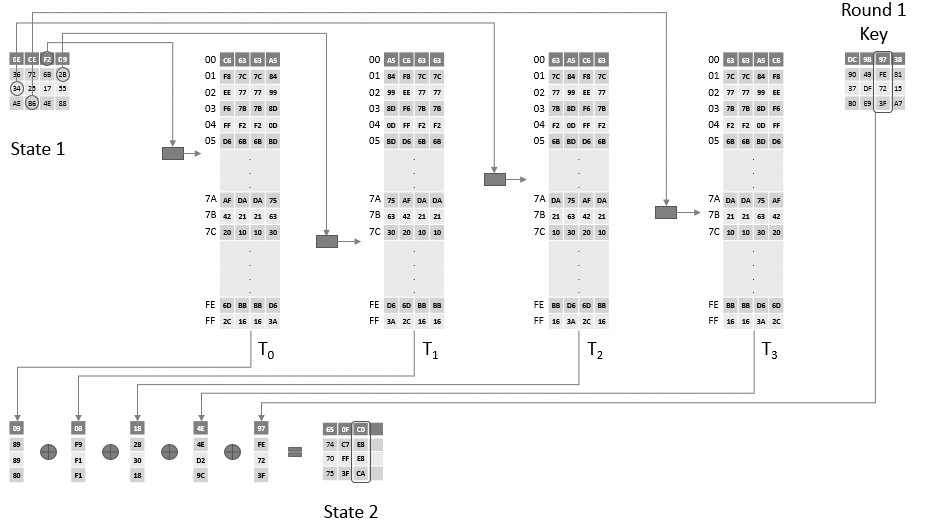 Round 1
Key
0E CE F2 D9
36 72 6B 2B
34 25 17 55
AE B6 4E 88
State 1
00 C6 63 63 A5
01 F8 7C 7C 84
02 EE 77 77 99
03 F6 7B 7B 8D
04 FF F2 F2 0D
05 D6 6B 6B BD
.
.
.
7A AF DA DA 75
7B 42 21 21 63
7C 20 10 10 30
.
.
.
.
FE 6D BB BB D6
FF 2C 16 16 3A
T0
00 A5 C6 63 63
01 84 F8 7C 7C
02 99 EE 77 77
03 8D F6 7B 7B
04 0D FF F2 F2
05 BD D6 6B 6B
.
.
.
7A 75 AF DA DA
7B 63 42 21 21
7C 30 20 10 10
.
.
.
.
FE D6 6D BB BB
FF 3A 2C 16 16
T1
00 63 A5 C6 63
01 7C 84 F8 7C
02 77 99 EE 77
03 7B 8D F6 7B
04 F2 0D FF F2
05 6B BD D6 6B
.
.
.
7A DA 75 AF DA
7B 21 63 42 21
7C 10 30 20 10
.
.
.
.
FE BB D6 6D BB
FF 16 3A 2C 16
T2
00 63 63 A5 C6
01 7C 7C 84 F8
02 77 77 99 EE
03 7B 7B 8D F6
04 F2 F2 0D FF
05 6B 6B BD D6
.
.
.
7A DA DA 75 AF
7B 21 21 63 42
7C 10 10 30 20
.
.
.
.
FE BB BB D6 6D
FF 16 16 3A 2C
T3
DC 9B 97 38
90 49 FE 81
37 DF 72 15
B0 E9 3F A7
09 08 18 4E 97 65 0F C0
89 F9 28 4E FE 74 C7 E8
89 F1 30 D2 72 70 FF E8
80 F1 18 9C 3F 75 3F CA
State 2